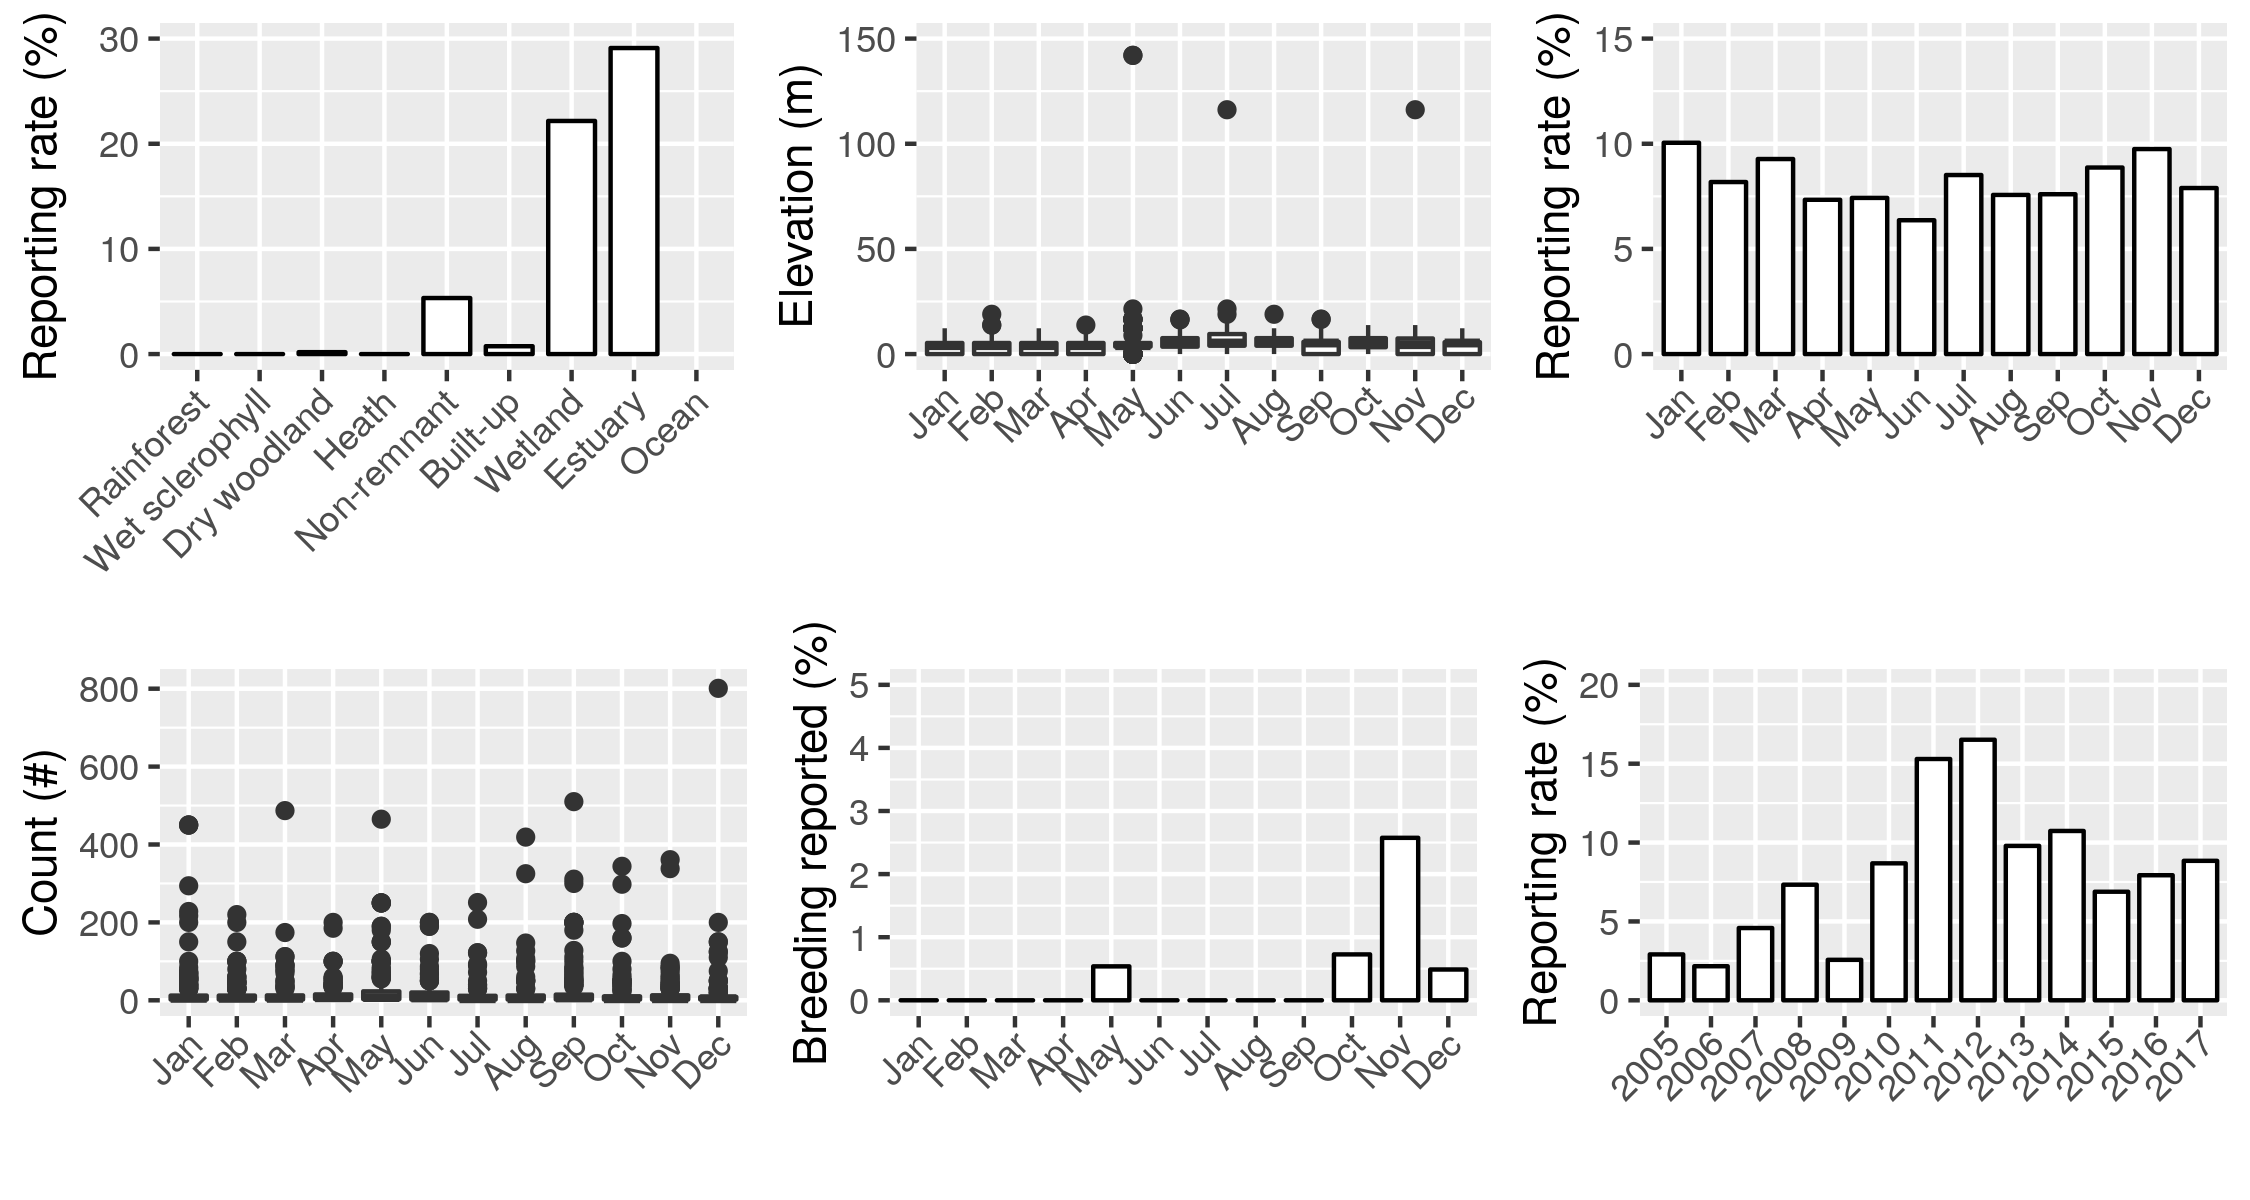 Reporting rate (%)
30
20
10
0
Rainforest
Wet sclerophyll
Dry woodland
Heath
Non-remnant
Built-up
Wetland
Estuary
Ocean
Elevation (m)
150
100
50
0
Jan
Feb
Mar
Apr
May
Jun
Jul
Aug
Sep
Oct
Nov
Dec
Reporting rate (%)
15
10
5
0
Jan
Feb
Mar
Apr
May
Jun
Jul
Aug
Sep
Oct
Nov
Dec
Count (#)
800
600
400
200
0
Jan
Feb
Mar
Apr
May
Jun
Jul
Aug
Sep
Oct
Nov
Dec
Breeding reported (%)
5
4
3
2
1
0
Jan
Feb
Mar
Apr
May
Jun
Jul
Aug
Sep
Oct
Nov
Dec
Reporting rate (%)
20
15
10
5
0
2005
2006
2007
2008
2009
2010
2011
2012
2013
2014
2015
2016
2017